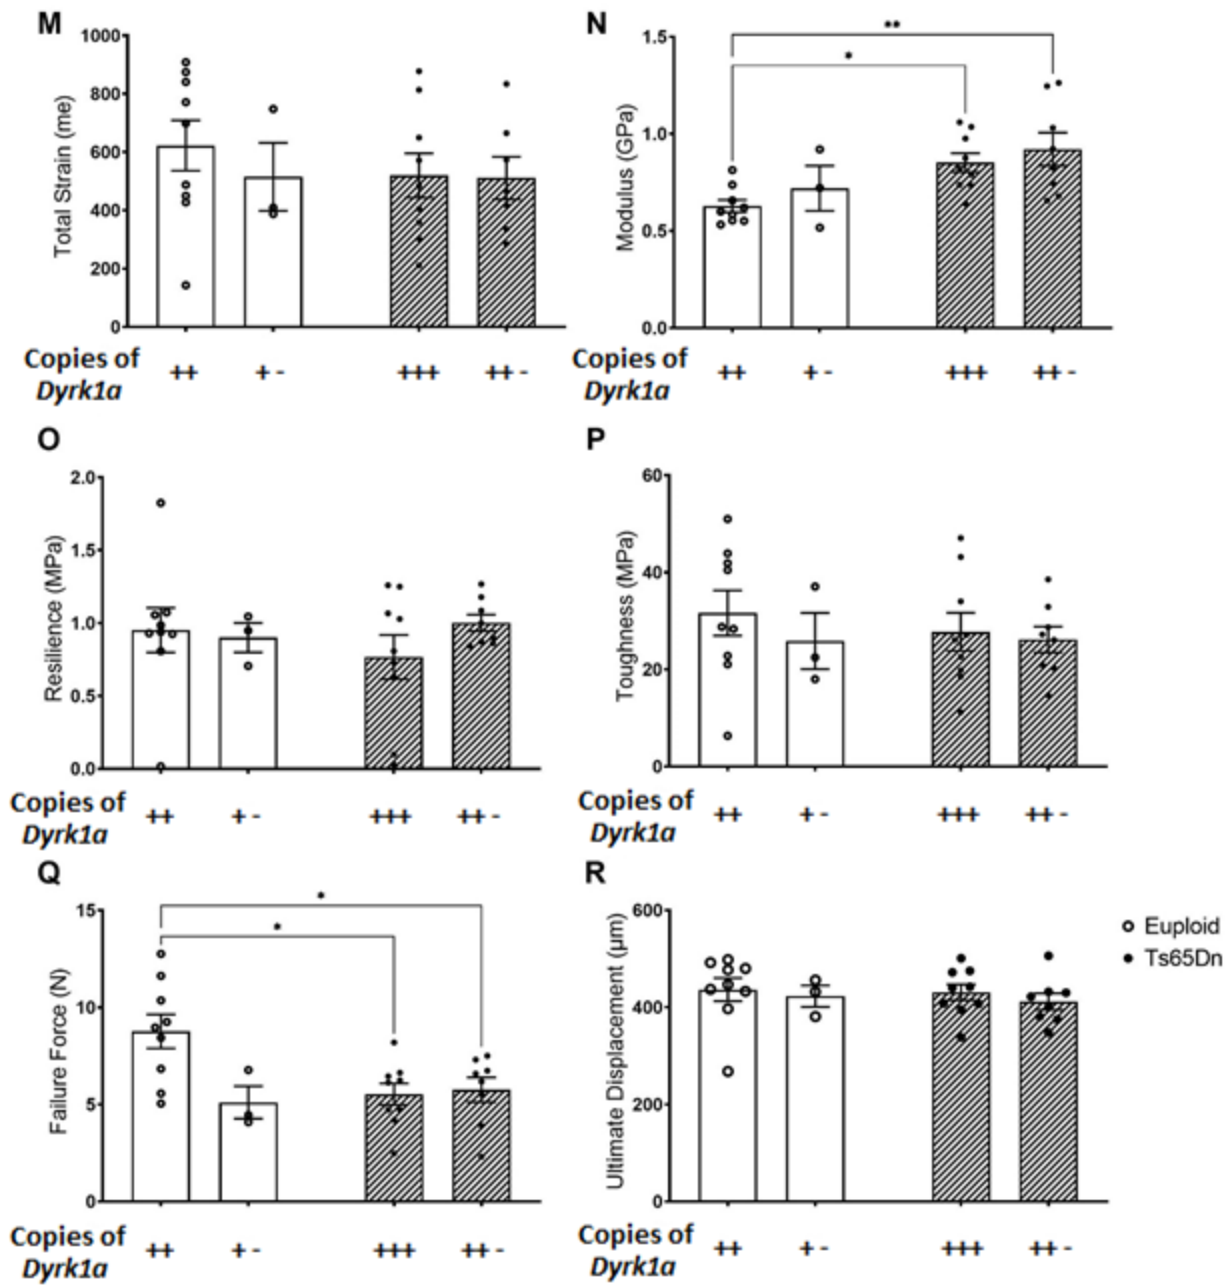 M
1000
800
600
400
200
0
Total Strain (me)
Copies of
Dyrk1a
++ + - +++ ++ -
N
** 
*
1.5
1.0
0.5
0.0
Modulus (GPa)
Copies of
Dyrk1a
++ + - +++ ++ -
O
2.0
1.5
1.0
0.5
0.0
Resilience (MPa)
Copies of
Dyrk1a
++ + - +++ ++ -
P
60
40
20
0
Toughness (MPa)
Copies of
Dyrk1a
++ + - +++ ++ -
Q
*
*
15
10
5
0
Failure Force (N)
Copies of
Dyrk1a
++ + - +++ ++ -
R
600
400
200
0
Ultimate Displacement (µm)
Copies of
Dyrk1a
++ + - +++ ++ -
Euploid
Ts65Dn